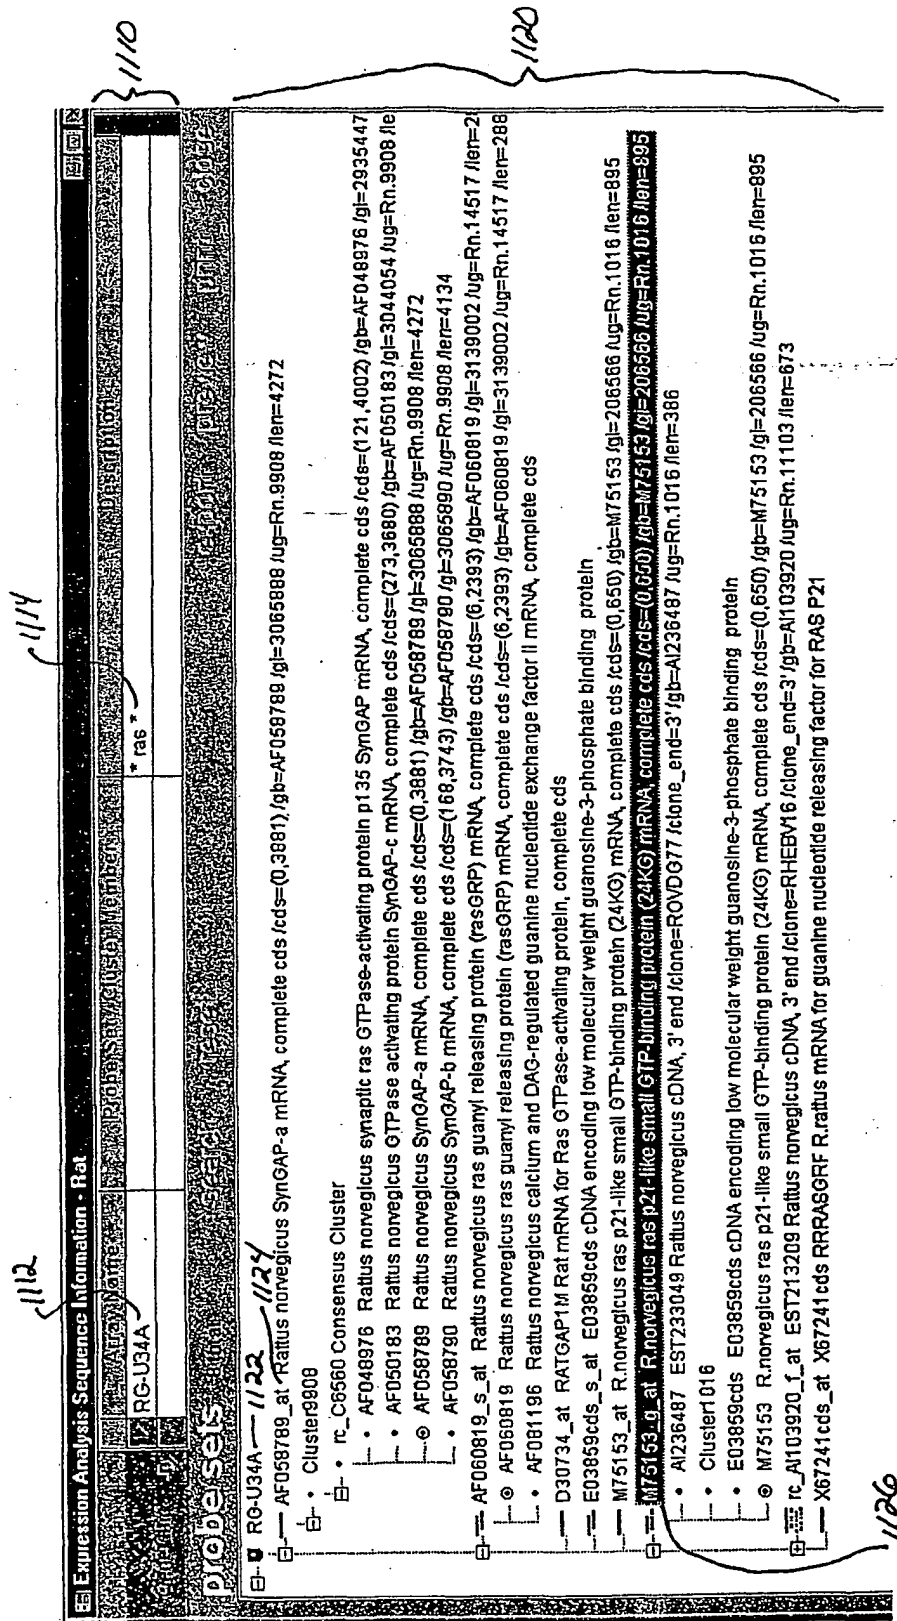 Expression Analysis Sequence Information - Rat
Array Name
Probe Set/Cluster Member
Description
RG-U34A
* ras *
1112
1114
1110
probe sets
search
1120
RG-U34A
1122
1124
AF059789_at Rattus norvegicus SynGAP-a mRNA, complete cds /cds=(0,3881) /gb=AF058789 /gi=3065888 /ug=Rn.9908 /len=4272
Cluster9908
rc_C6560 Consensus Cluster
AF048976 Rattus norvegicus synaptic ras GTPase-activating protein p135 SynGAP mRNA, complete cds /cds=(121,4002) /gb=AF048976 /gi=2935447
AF050183 Rattus norvegicus GTPase activating protein SynGAP-c mRNA, complete cds /cds=(273,3680) /gb=AF050183 /gi=3044054 /ug=Rn.9908 /le
AF058789 Rattus norvegicus SynGAP-a mRNA, complete cds /cds=(0,3881) /gb=AF058789 /gi=3065888 /ug=Rn.9908 /len=4272
AF058790 Rattus norvegicus SynGAP-b mRNA, complete cds /cds=(168,3743) /gb=AF058790 /gi=3065890 /ug=Rn.9908 /len=4134
AF060819_s_at Rattus norvegicus ras guanyl releasing protein (rasGRP) mRNA, complete cds /cds=(6,2393) /gb=AF060819 /gi=3139002 /ug=Rn.14517 /len=2
AF060819 Rattus norvegicus ras guanyl releasing protein (rasGRP) mRNA, complete cds /cds=(6,2393) /gb=AF060819 /gi=3139002 /ug=Rn.14517 /len=288
AF081196 Rattus norvegicus calcium and DAG-regulated guanine nucleotide exchange factor II mRNA, complete cds
D30734_at RATGAP1M Rat mRNA for Ras GTPase-activating protein, complete cds
E03859cds_s_at E03859cds cDNA encoding low molecular weight guanosine-3-phosphate binding protein
M75153_at R.norvegicus ras p21-like small GTP-binding protein (24KG) mRNA, complete cds /cds=(0,650) /gb=M75153 /gi=206566 /ug=Rn.1016 /len=895
M75153_g_at R.norvegicus ras p21-like small GTP-binding protein (24KG) mRNA, complete cds /cds=(0,650) /gb=M75153 /gi=206566 /ug=Rn.1016 /len=895
AI236487 EST233049 Rattus norvegicus cDNA, 3' end /clone=ROVDG77 /clone_end=3' /gb=AI236487 /ug=Rn.1016 /len=386
Cluster1016
E03859cds E03859cds cDNA encoding low molecular weight guanosine-3-phosphate binding protein
M75153 R.norvegicus ras p21-like small GTP-binding protein (24KG) mRNA, complete cds /cds=(0,650) /gb=M75153 /gi=206566 /ug=Rn.1016 /len=895
rc_AI103920_f_at EST213209 Rattus norvegicus cDNA, 3' end /clone=RHEBV16 /clone_end=3' /gb=AI103920 /ug=Rn.11103 /len=673
X67241cds_at X67241cds RRRASGRF R.rattus mRNA for guanine nucleotide releasing factor for RAS P21
1126